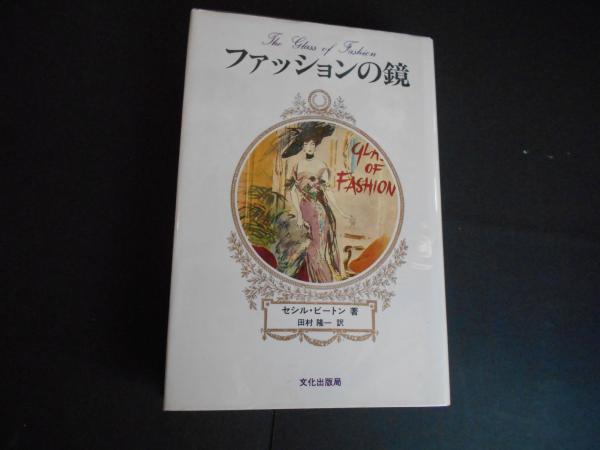 The Glass of Fashion
ファッションの鏡
OF
FASHION
セシル・ビートン 著
田村 隆一 訳
文化出版局